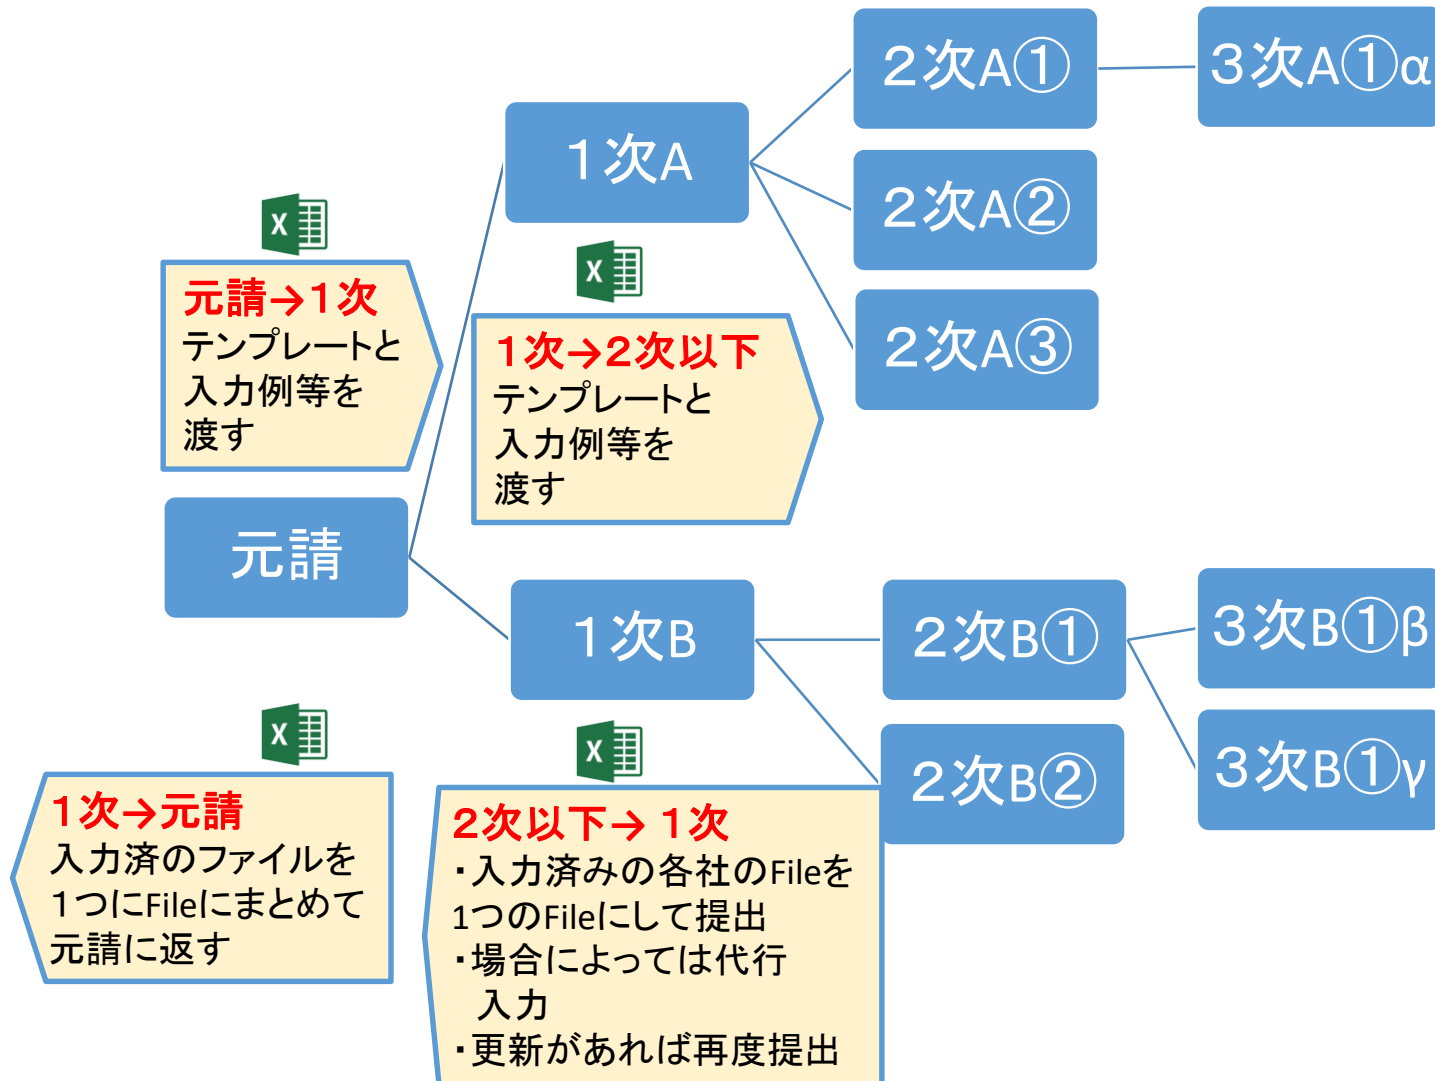 ２次A①
３次A①α
１次A
２次A②
２次A③
元請→１次
テンプレートと
入力例等を
渡す
１次→２次以下
テンプレートと
入力例等を
渡す
元請
１次B
２次B①
３次B①β
２次B②
３次B①γ
１次→元請
入力済のファイルを
１つにFileにまとめて
元請に返す
２次以下→ １次
・入力済みの各社のFileを
1つのFileにして提出
・場合によっては代行
入力
・更新があれば再度提出
X
X
X
X